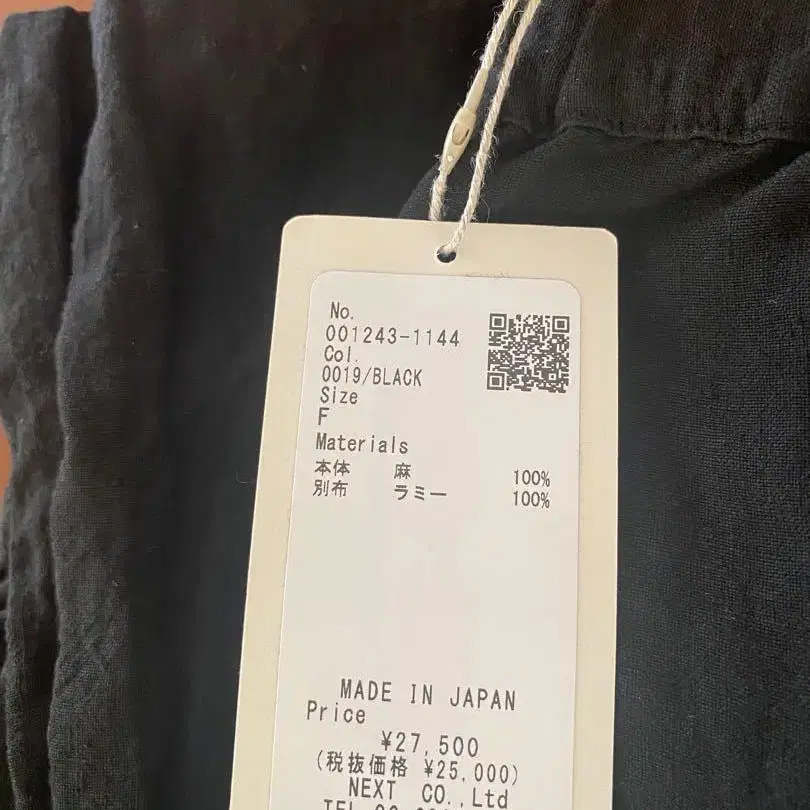 No.
001243-1144
Col.
0019/BLACK
Size
F
Materials
本体 麻 100%
別布 ラミー 100%
MADE IN JAPAN
Price
¥27,500
(税抜価格 ¥25,000)
NEXT CO.,Ltd
TEL